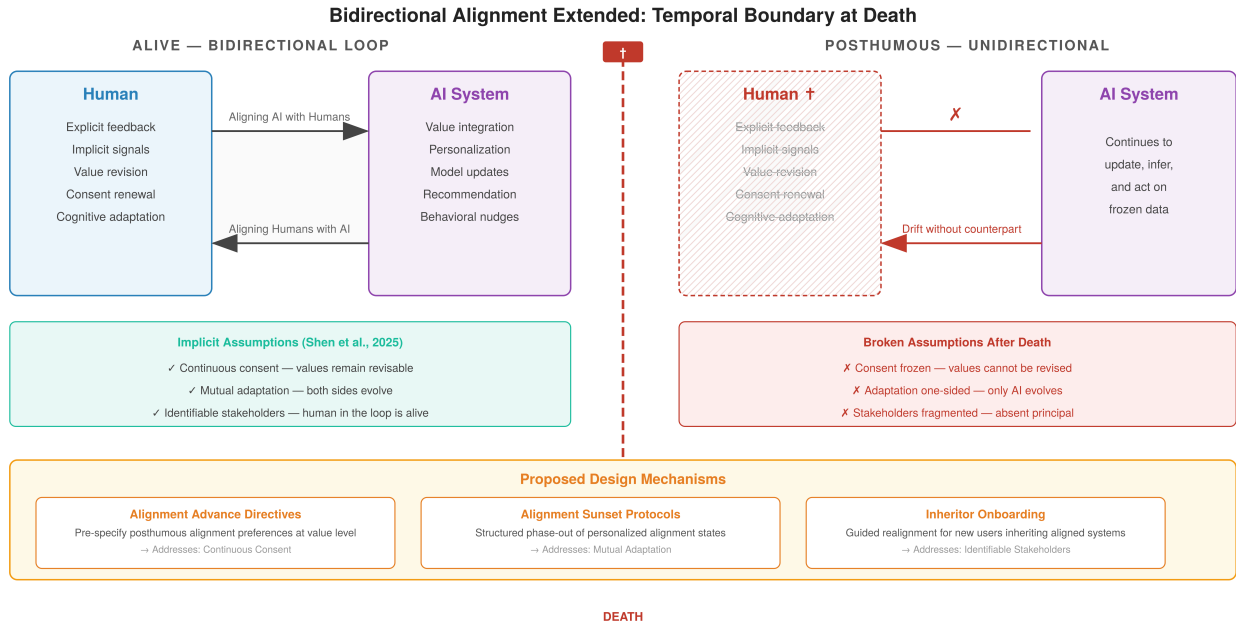 Bidirectional Alignment Extended: Temporal Boundary at Death
ALIVE — BIDIRECTIONAL LOOP
†
POSTHUMOUS — UNIDIRECTIONAL
Human
Explicit feedback
Implicit signals
Value revision
Consent renewal
Cognitive adaptation
Aligning AI with Humans
Aligning Humans with AI
AI System
Value integration
Personalization
Model updates
Recommendation
Behavioral nudges
Human ✝
Explicit feedback
Implicit signals
Value revision
Consent renewal
Cognitive adaptation
✗
Drift without counterpart
AI System
Continues to
update, infer,
and act on
frozen data
Implicit Assumptions (Shen et al., 2025)
✓ Continuous consent — values remain revisable
✓ Mutual adaptation — both sides evolve
✓ Identifiable stakeholders — human in the loop is alive
Broken Assumptions After Death
✗ Consent frozen — values cannot be revised
✗ Adaptation one-sided — only AI evolves
✗ Stakeholders fragmented — absent principal
Proposed Design Mechanisms
Alignment Advance Directives
Pre-specify posthumous alignment preferences at value level
→ Addresses: Continuous Consent
Alignment Sunset Protocols
Structured phase-out of personalized alignment states
→ Addresses: Mutual Adaptation
Inheritor Onboarding
Guided realignment for new users inheriting aligned systems
→ Addresses: Identifiable Stakeholders
DEATH